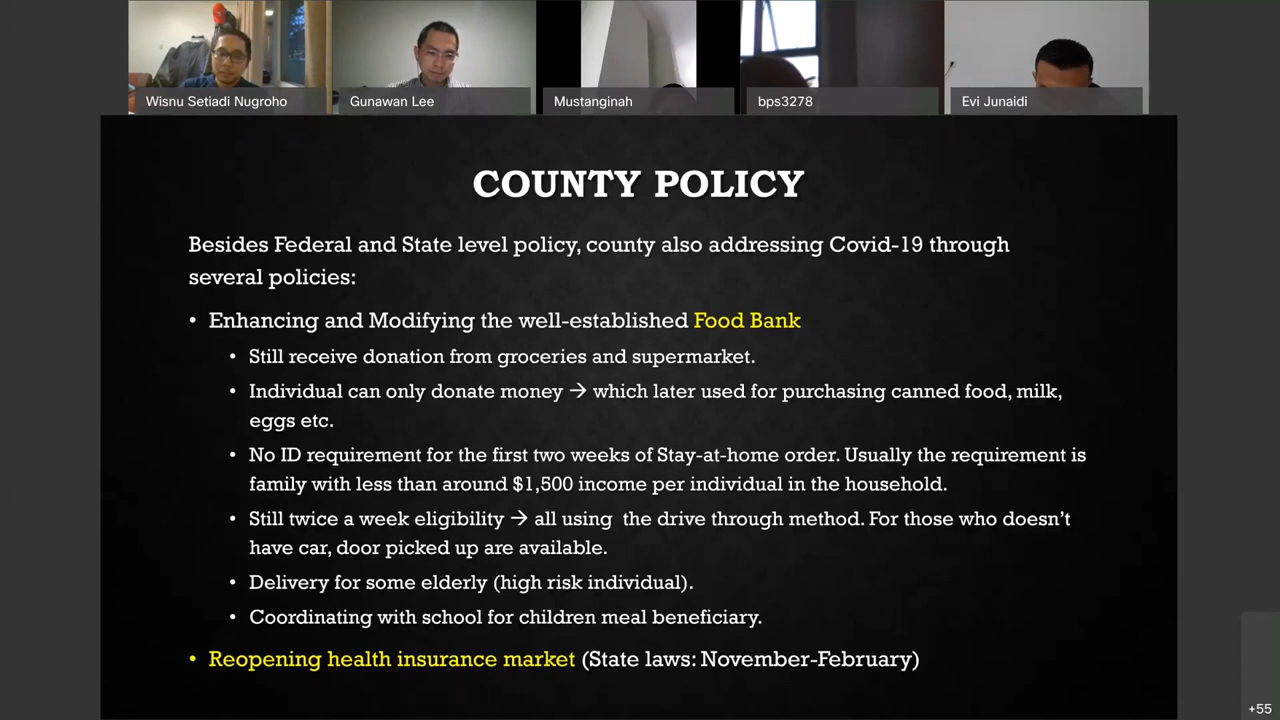 Wisnu Setiadi Nugroho
Gunawan Lee
Mustanginah
bps3278
Evi Junaidi
COUNTY POLICY
Besides Federal and State level policy, county also addressing Covid-19 through
several policies:
• Enhancing and Modifying the well-established Food Bank
• Still receive donation from groceries and supermarket.
• Individual can only donate money → which later used for purchasing canned food, milk,
eggs etc.
• No ID requirement for the first two weeks of Stay-at-home order. Usually the requirement is
family with less than around $1,500 income per individual in the household.
• Still twice a week eligibility → all using the drive through method. For those who doesn't
have car, door picked up are available.
• Delivery for some elderly (high risk individual).
• Coordinating with school for children meal beneficiary.
• Reopening health insurance market (State laws: November-February)
+55